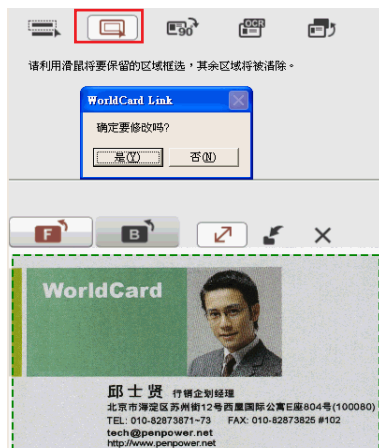 90°
OCR
请利用滑鼠将要保留的区域框选，其余区域将被清除。
WorldCard Link
确定要修改吗?
是(Y) 否(N)
F B
WorldCard
邱士贤 行销企划经理
北京市海淀区苏州街12号西屋国际公寓E座604号(100080)
TEL: 010-82873871~73 FAX: 010-82873825 #102
tech@penpower.net
http://www.penpower.net